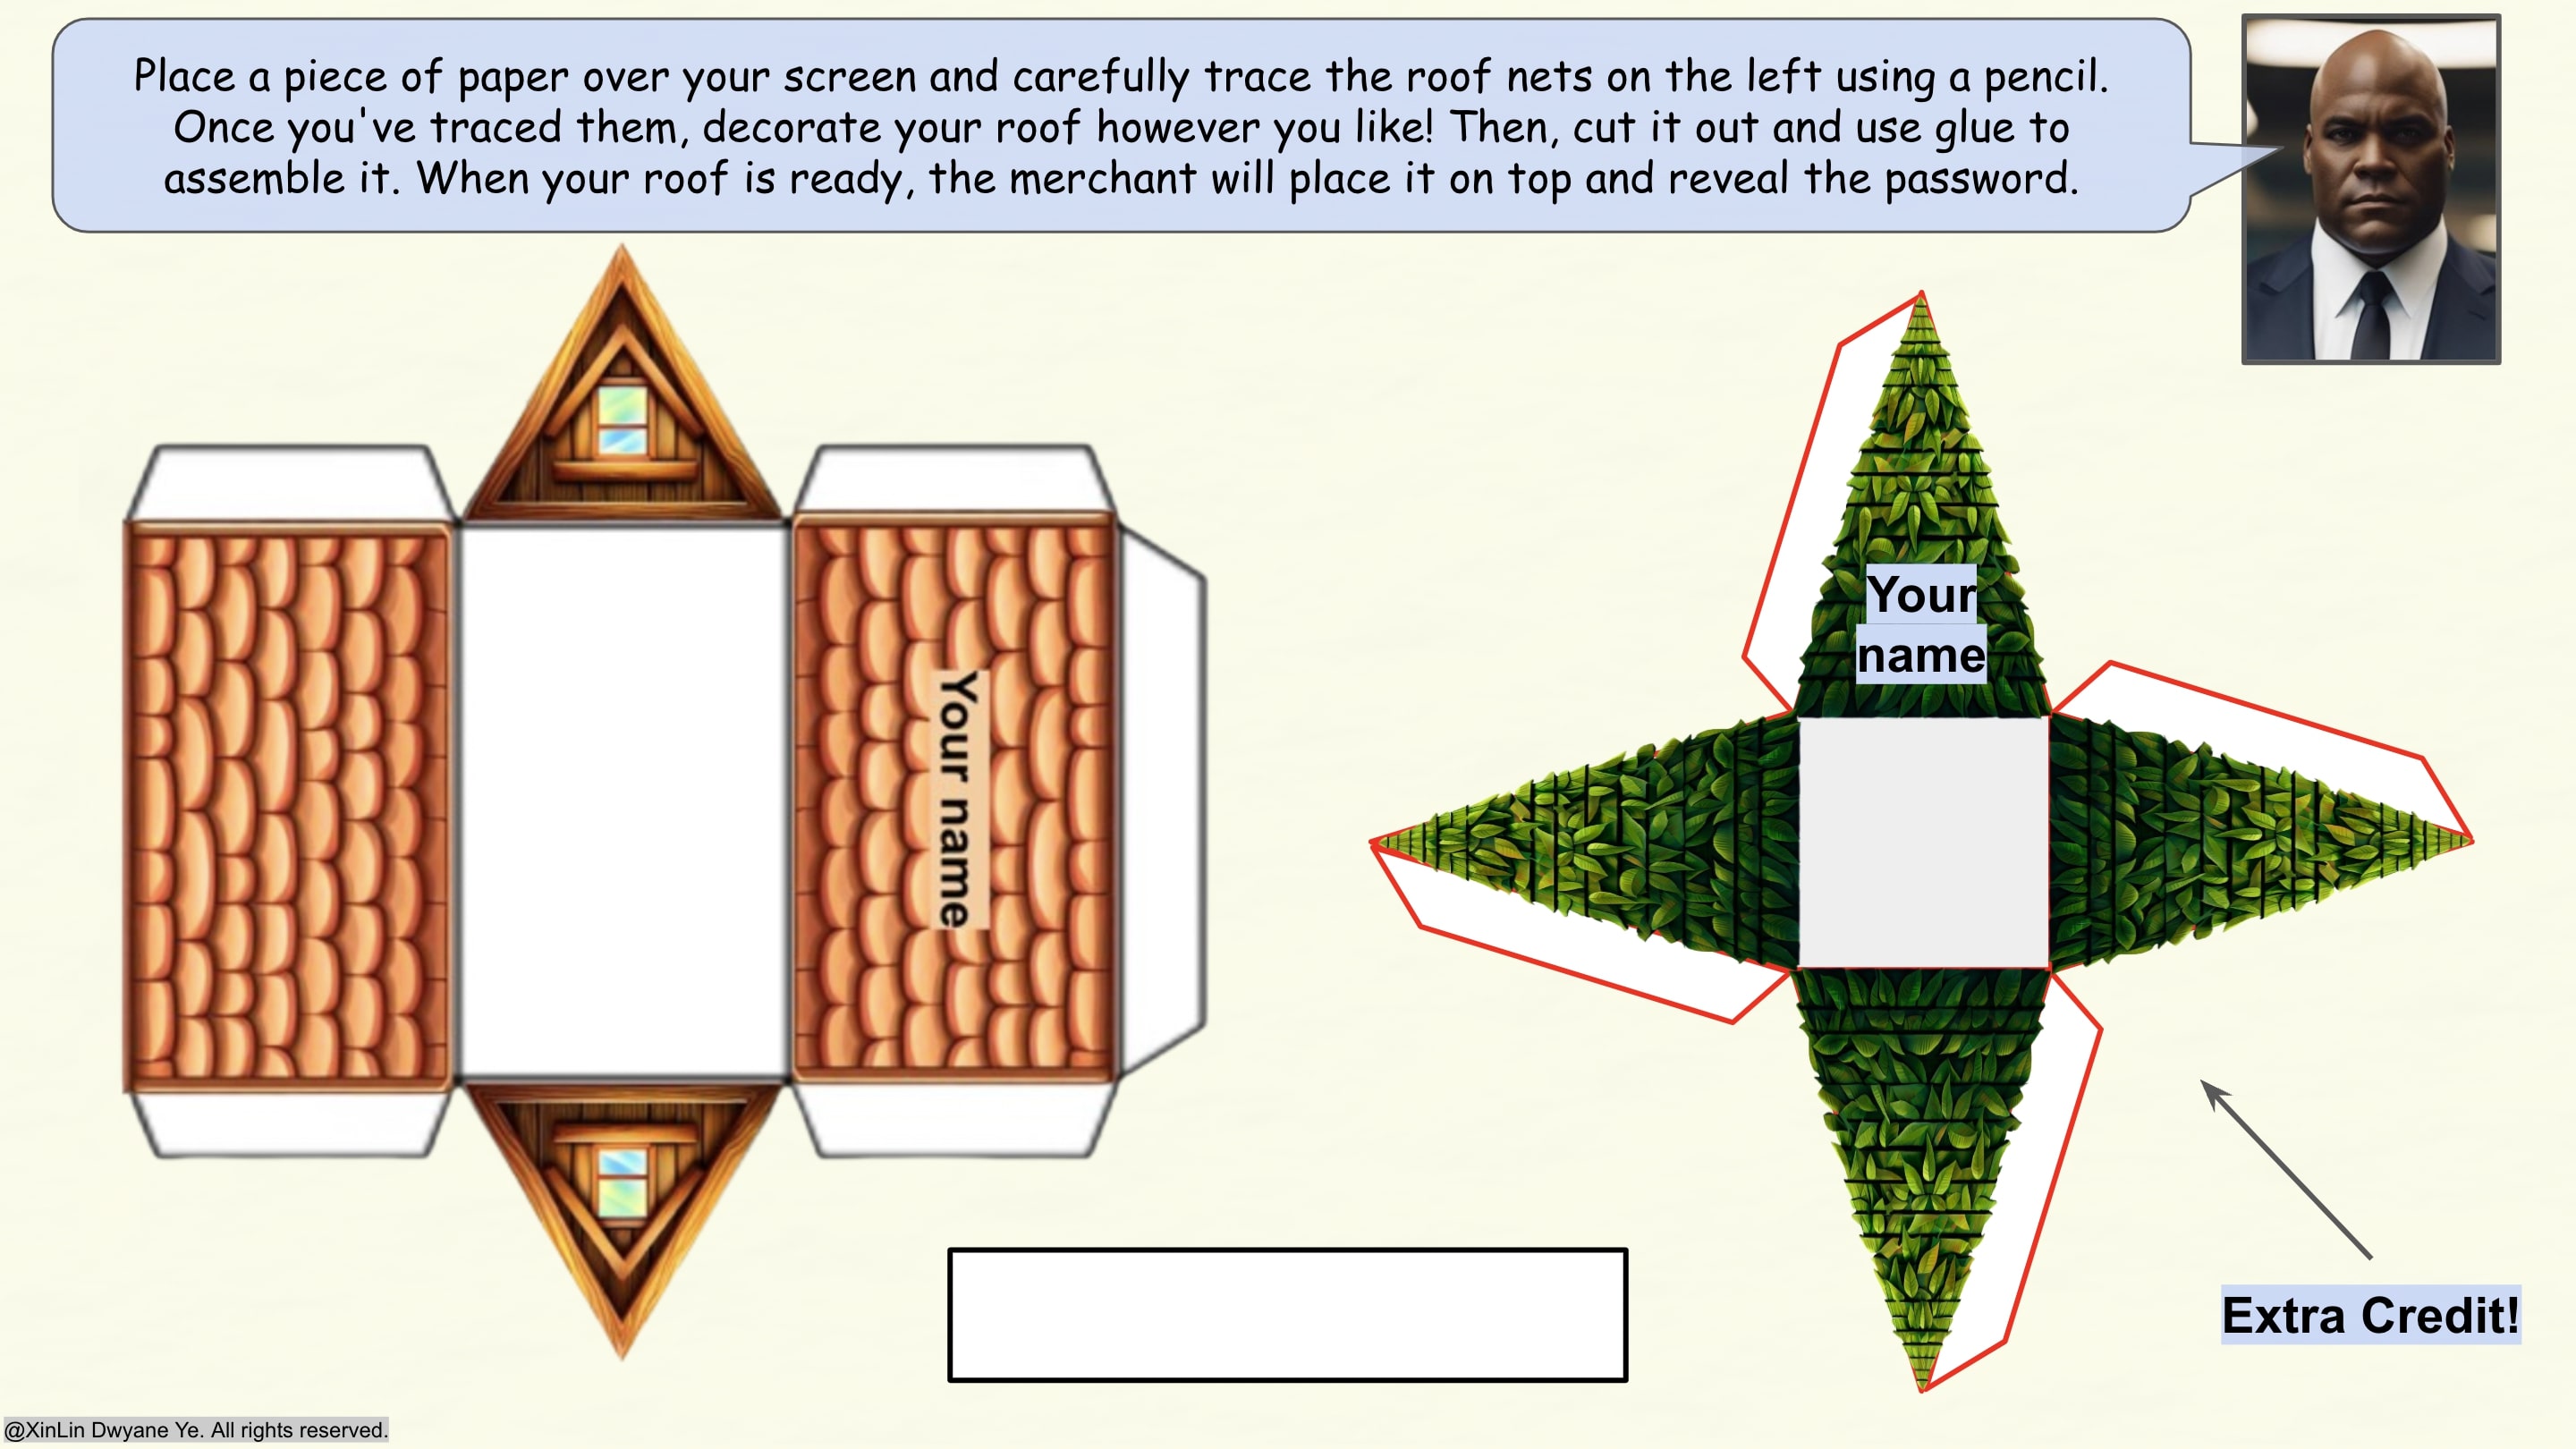 Place a piece of paper over your screen and carefully trace the roof nets on the left using a pencil.
Once you've traced them, decorate your roof however you like! Then, cut it out and use glue to
assemble it. When your roof is ready, the merchant will place it on top and reveal the password.
Your name
Your
name
Extra Credit!
@XinLin Dwyane Ye. All rights reserved.